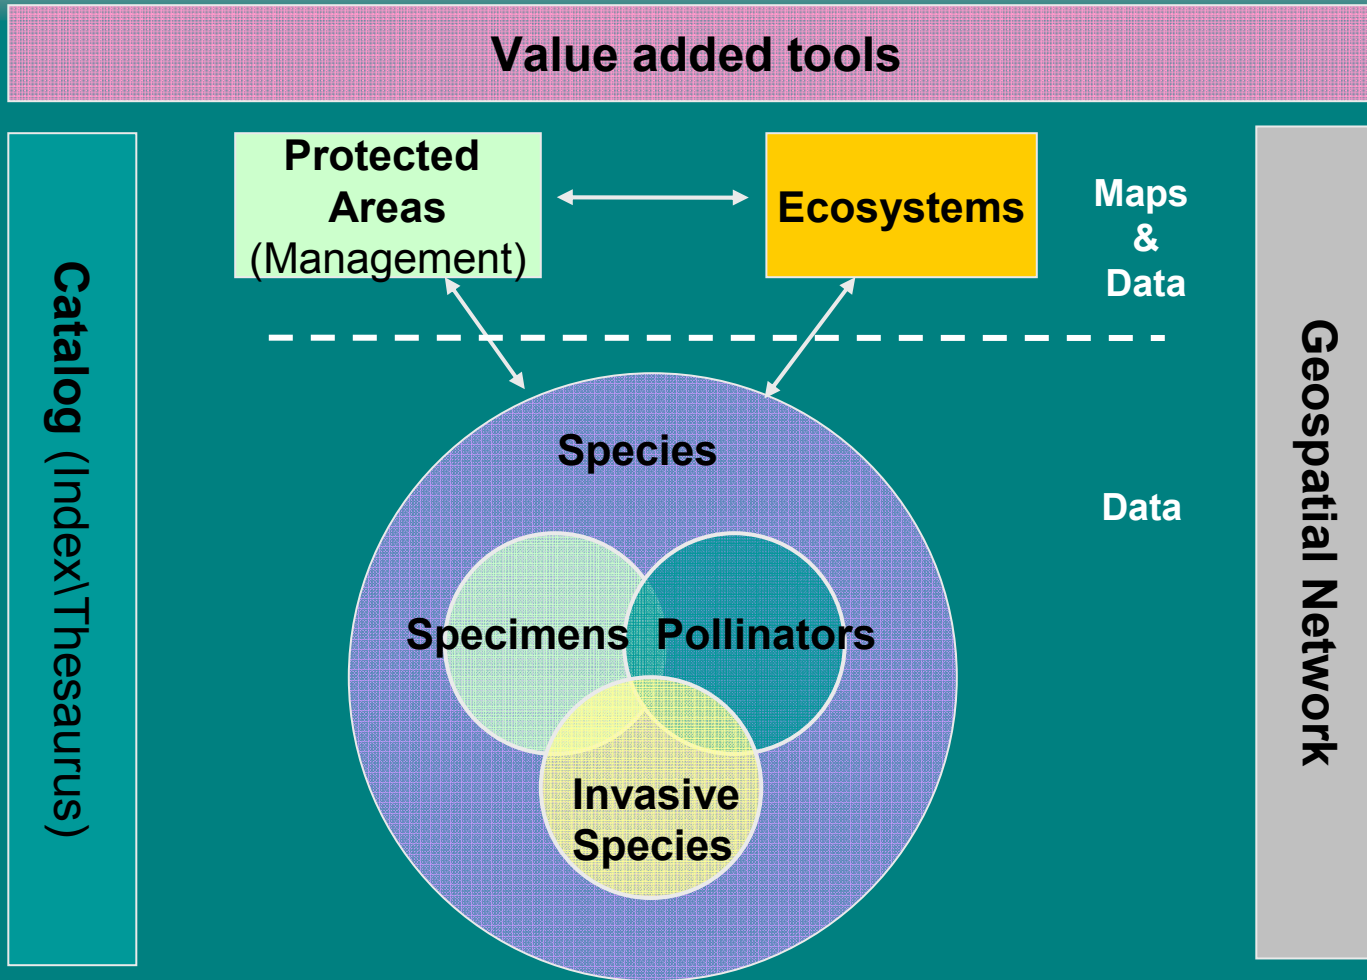 Value added tools
Protected
Areas
(Management)
Ecosystems
Maps
&
Data
Catalog (Index\Thesaurus)
Geospatial Network
Species
Data
Specimens
Pollinators
Invasive
Species